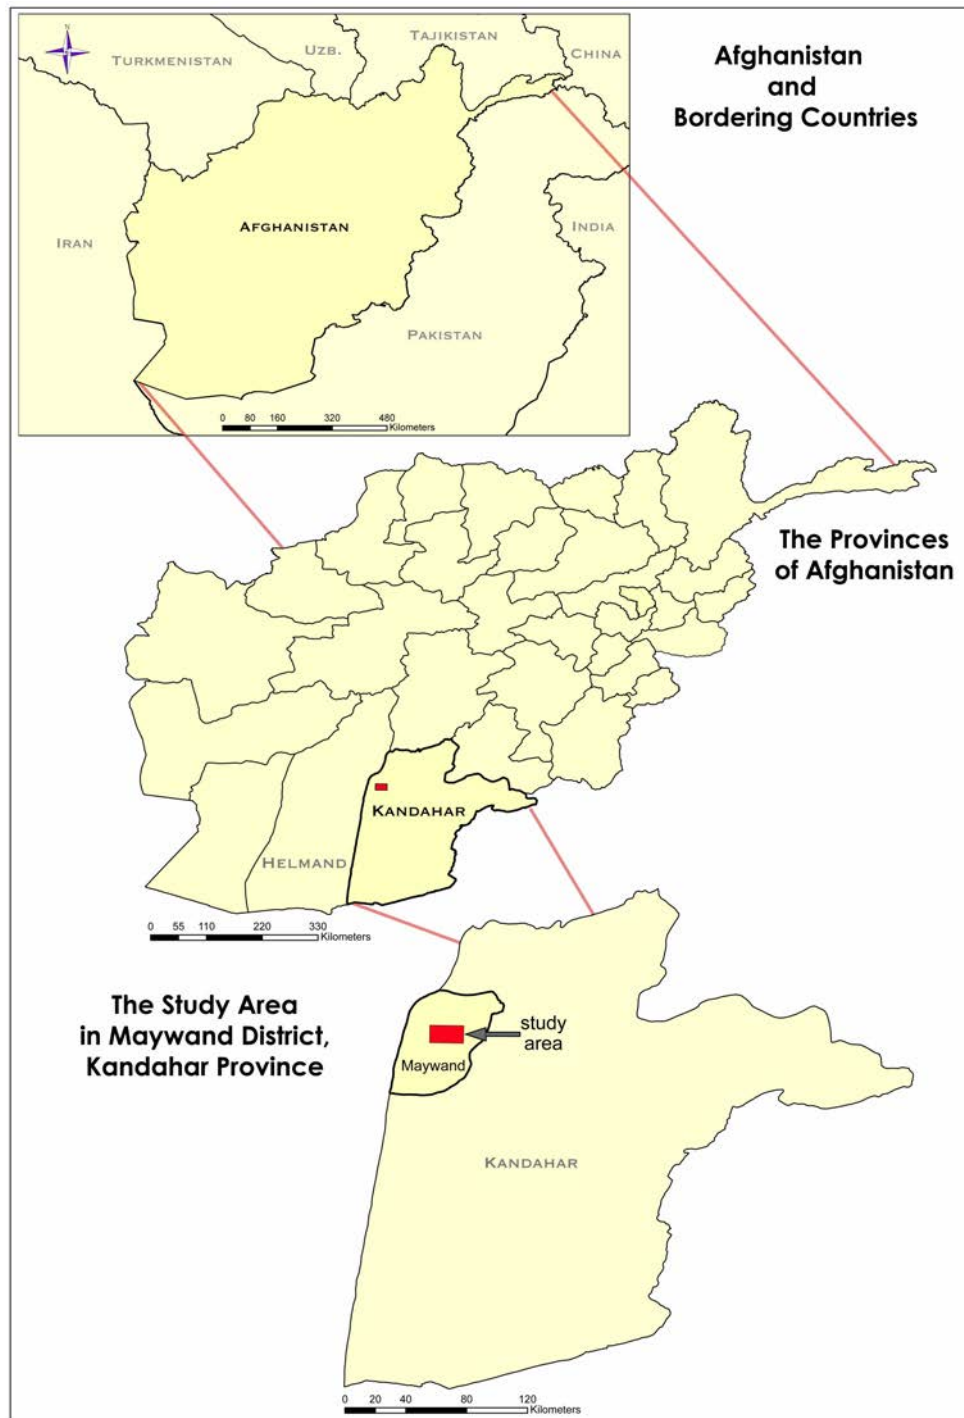 N
TURKMENISTAN
UZB.
TAJIKISTAN
CHINA
Afghanistan
and
Bordering Countries
IRAN
AFGHANISTAN
INDIA
PAKISTAN
0 80 160 320 480
Kilometers
The Provinces
of Afghanistan
KANDAHAR
HELMAND
0 55 110 220 330
Kilometers
The Study Area
in Maywand District,
Kandahar Province
study
area
Maywand
KANDAHAR
0 20 40 80 120
Kilometers